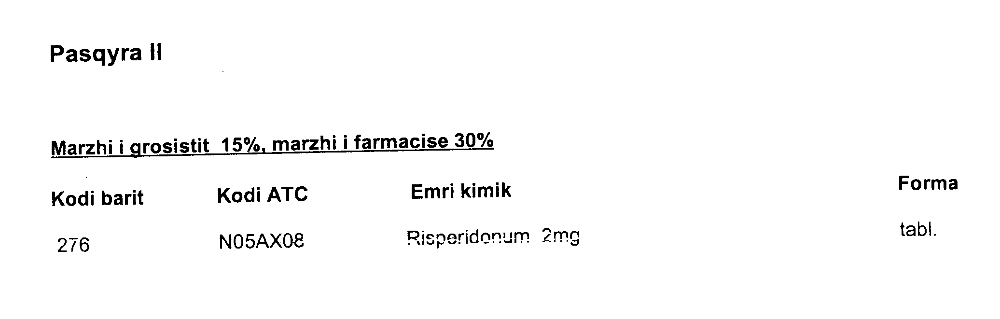 Pasqyra II
Marzhi i grosistit 15%, marzhi i farmacise 30%
Kodi barit Kodi ATC Emri kimik Forma
276 N05AX08 Risperidonum 2mg tabl.